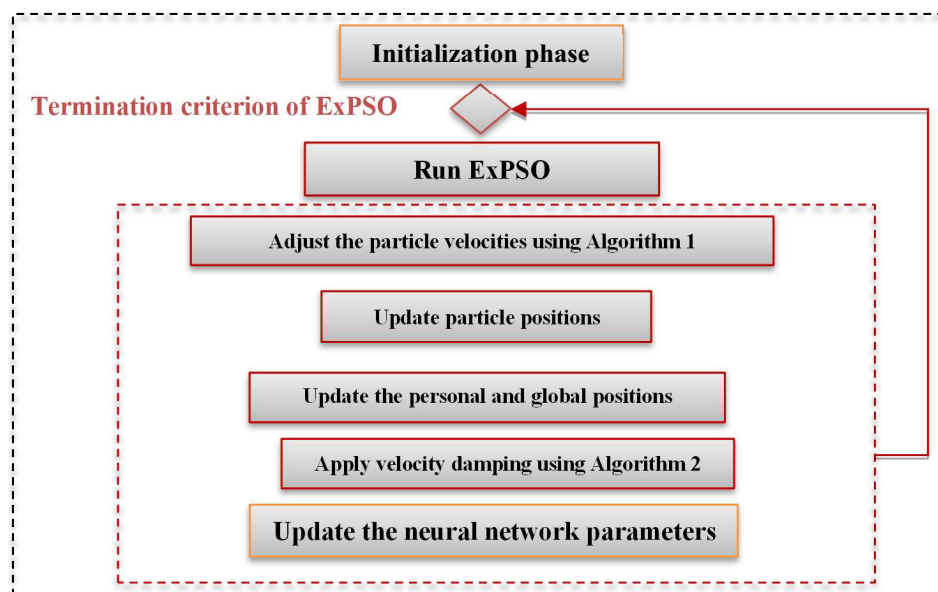 Initialization phase
Termination criterion of ExPSO
Run ExPSO
Adjust the particle velocities using Algorithm 1
Update particle positions
Update the personal and global positions
Apply velocity damping using Algorithm 2
Update the neural network parameters